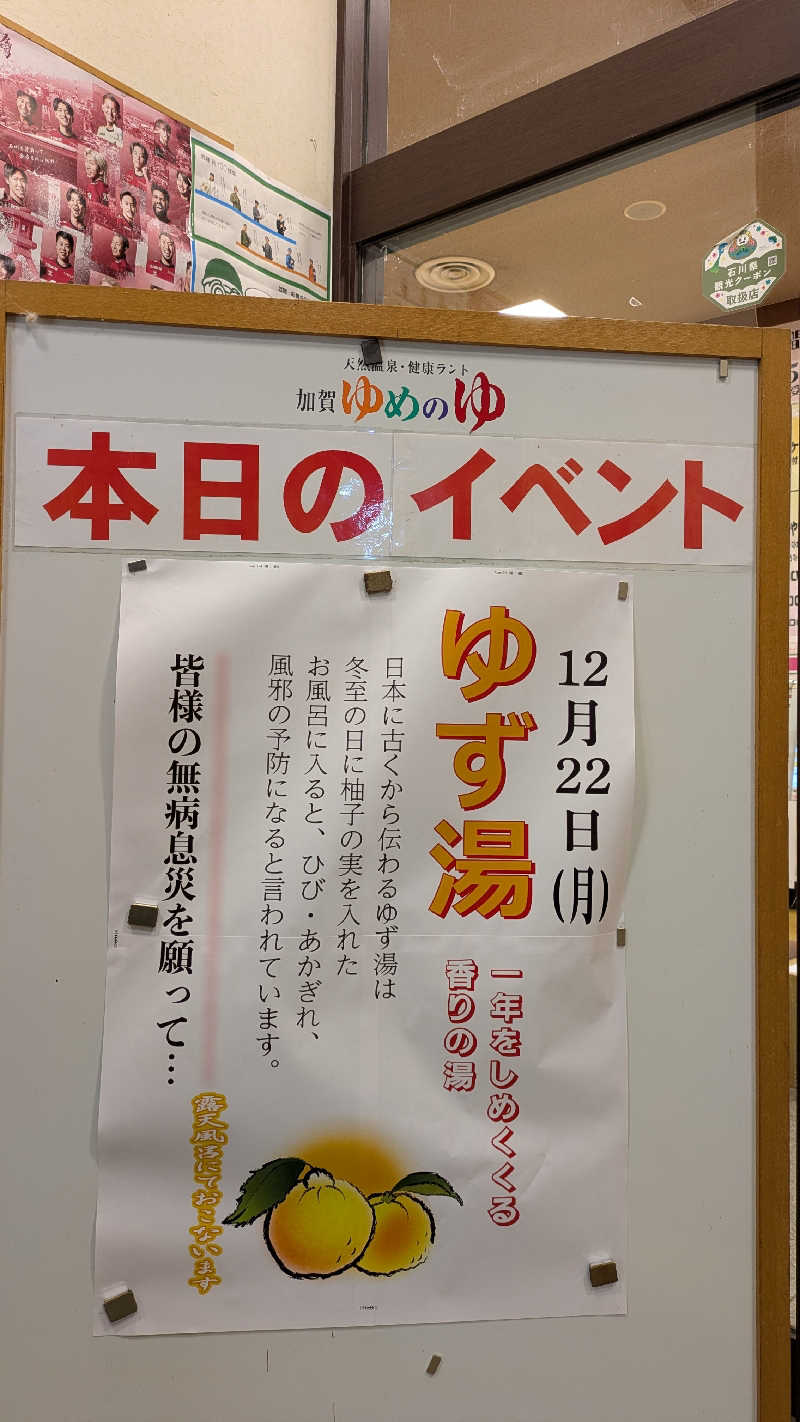 石川県
観光クーポン
取扱店
天然温泉・健康ランド
加賀 ゆめのゆ
本日のイベント
12月22日(月)
ゆず湯
一年をしめくくる
香りの湯
日本に古くから伝わるゆず湯は
冬至の日に柚子の実を入れた
お風呂に入ると、ひび・あかぎれ、
風邪の予防になると言われています。
皆様の無病息災を願って…
露天風呂にておこないます